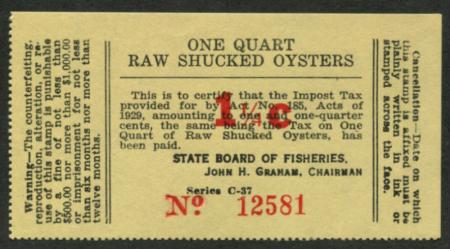 Warning—The counterfeiting,
reproduction, alteration, or re-
use of this stamp is punishable
by a fine of not less than
$500.00 nor more than $1,000.00
or imprisonment for not less
than six months nor more than
twelve months.
ONE QUART
RAW SHUCKED OYSTERS
This is to certify that the Impost Tax
provided for by No. 185, Acts of
1929, amounting to one and one-quarter
cents, the same being the Tax on One
Quart of Raw Shucked Oysters, has
been paid.
1¼c
STATE BOARD OF FISHERIES,
JOHN H. GRAHAM, CHAIRMAN
Series C-37
No 12581
Cancellation—Date on which
this stamp is affixed must be
plainly written in ink or
stamped across the face.